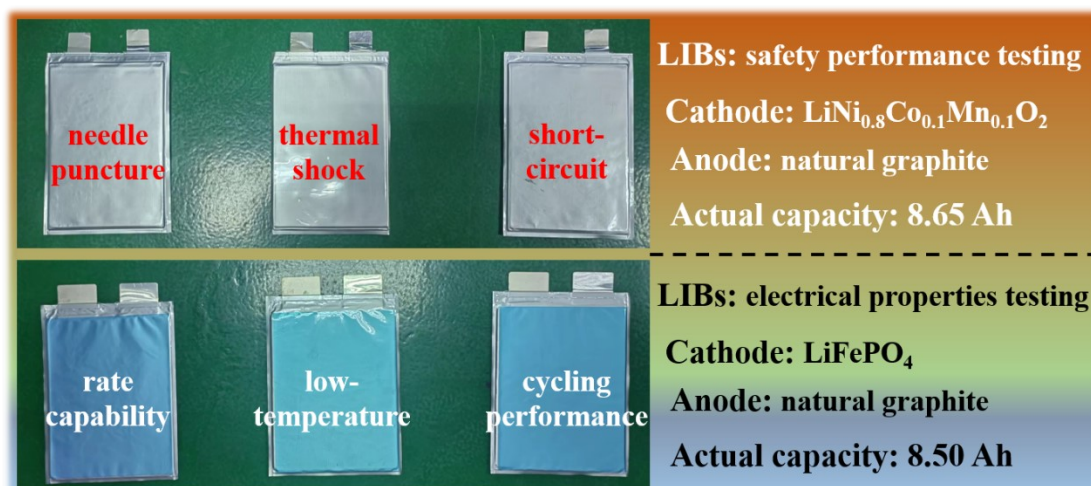 needle
puncture
thermal
shock
short-
circuit
LIBs: safety performance testing
Cathode: LiNi₀.₈Co₀.₁Mn₀.₁O₂
Anode: natural graphite
Actual capacity: 8.65 Ah
rate
capability
low-
temperature
cycling
performance
LIBs: electrical properties testing
Cathode: LiFePO₄
Anode: natural graphite
Actual capacity: 8.50 Ah